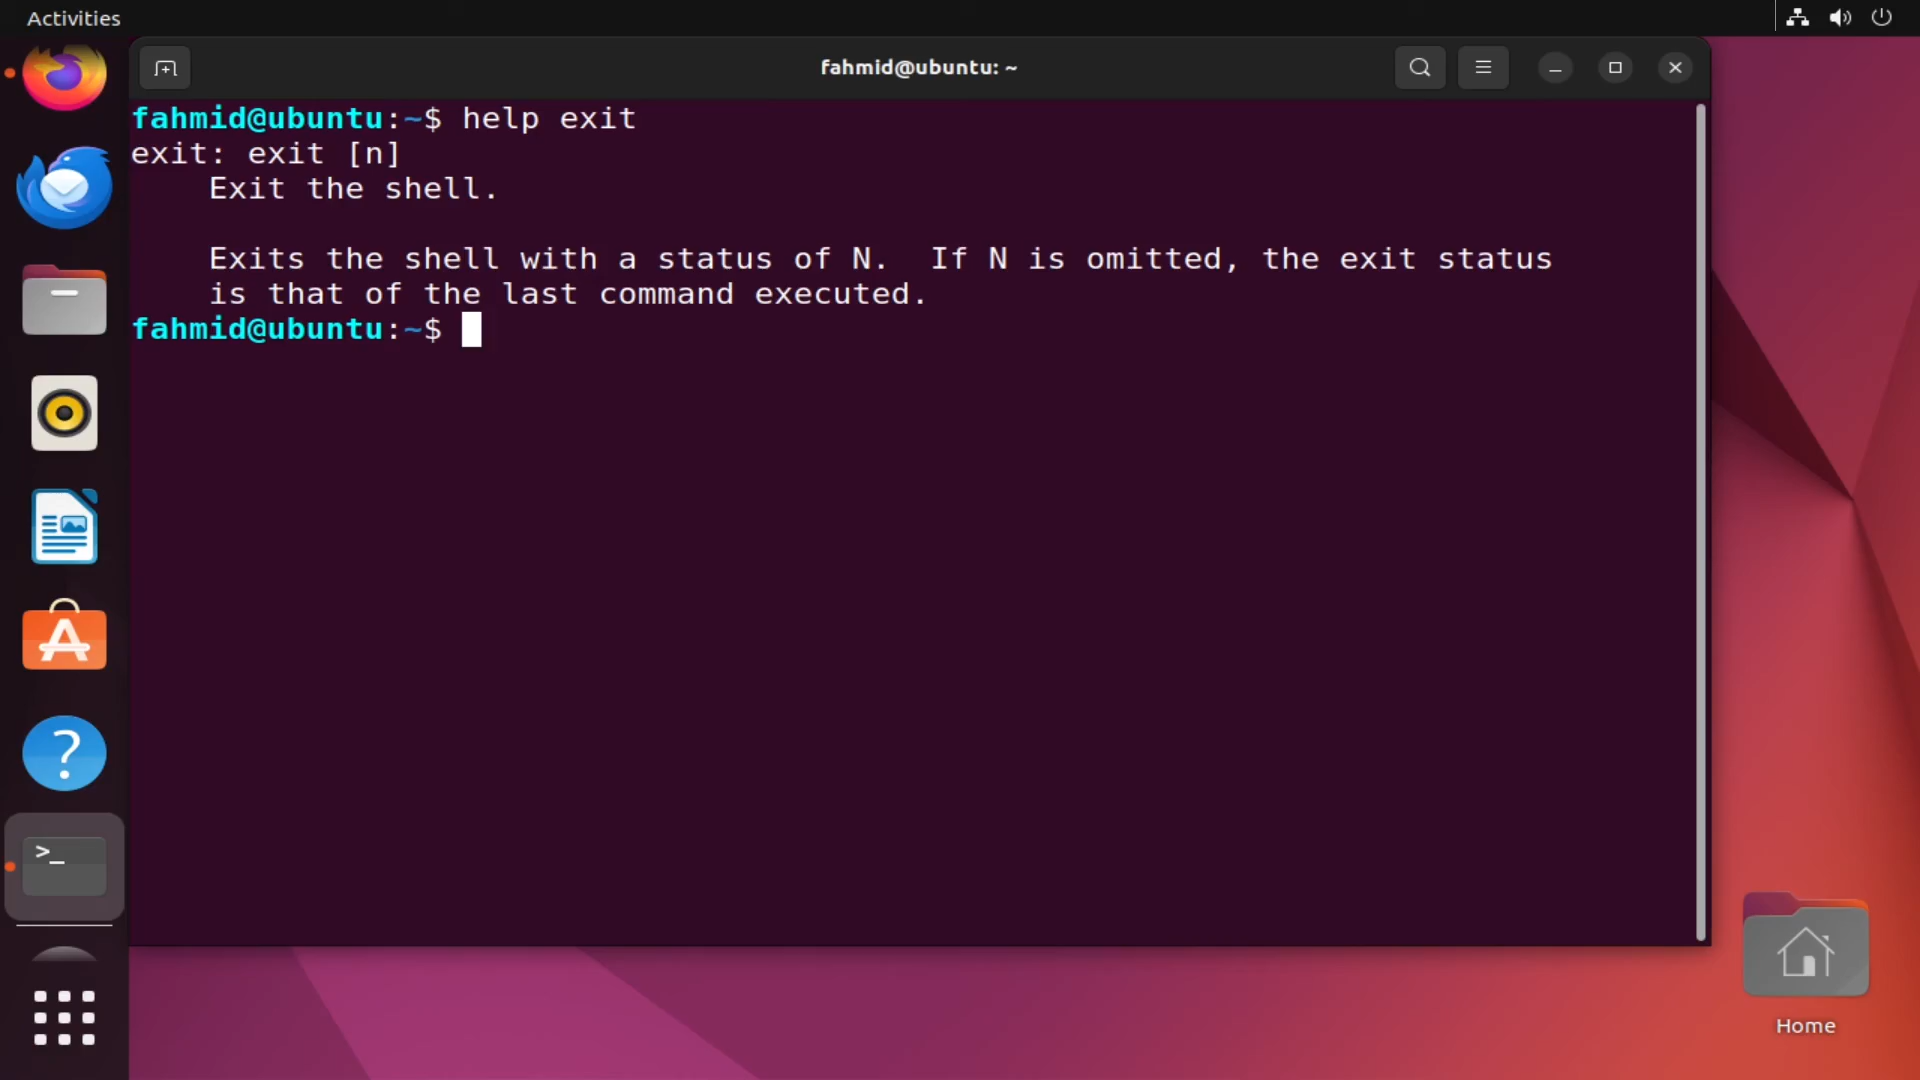 Activities
fahmid@ubuntu: ~
fahmid@ubuntu:~$ help exit
exit: exit [n]
    Exit the shell.

    Exits the shell with a status of N.  If N is omitted, the exit status
    is that of the last command executed.
fahmid@ubuntu:~$
>_
Home